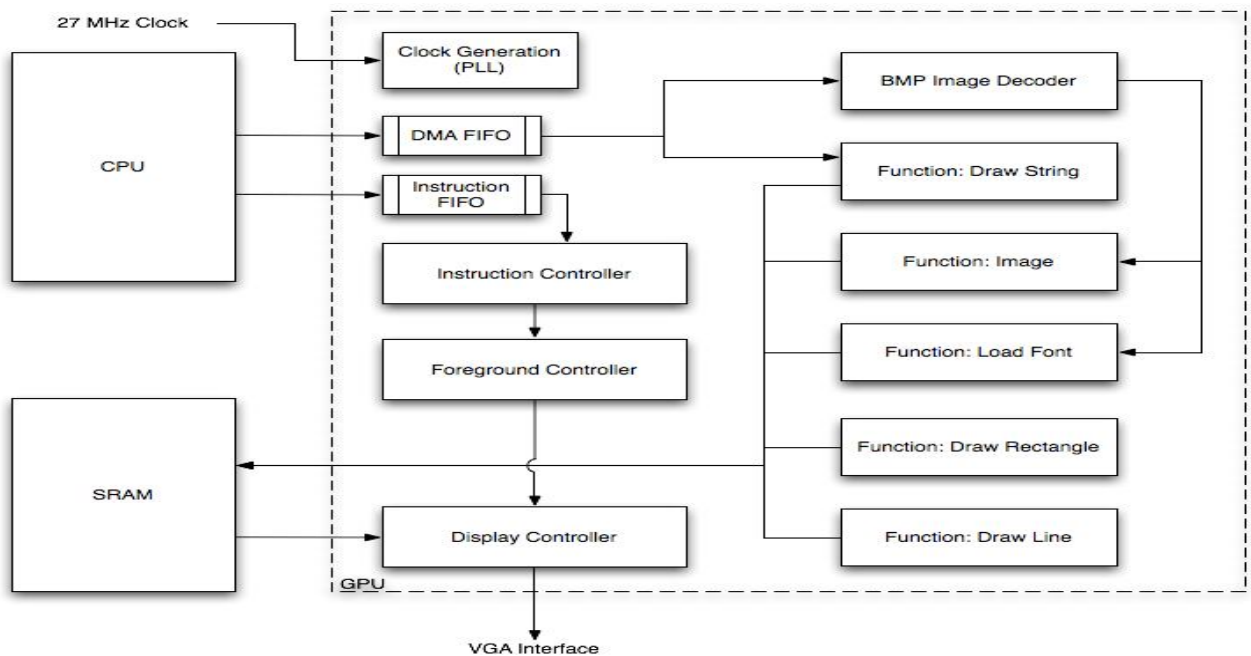 27 MHz Clock
Clock Generation
(PLL)
BMP Image Decoder
DMA FIFO
CPU
Function: Draw String
Instruction
FIFO
Instruction Controller
Function: Image
Foreground Controller
Function: Load Font
Function: Draw Rectangle
SRAM
Display Controller
Function: Draw Line
GPU
VGA Interface